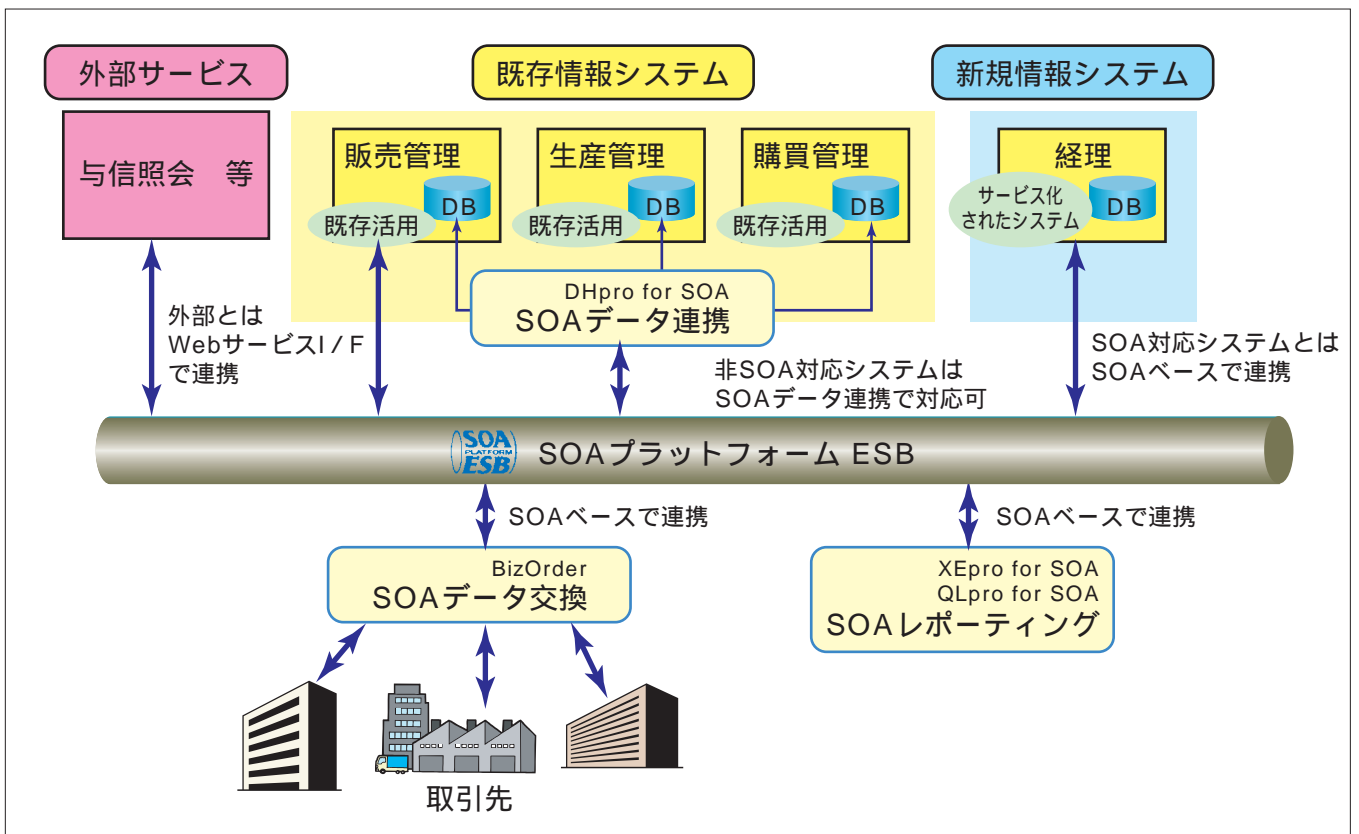 外部サービス
既存情報システム
新規情報システム
与信照会　等
販売管理
DB
既存活用
生産管理
DB
既存活用
購買管理
DB
既存活用
経理
サービス化
されたシステム
DB
DHpro for SOA
SOAデータ連携
外部とは
WebサービスI / F
で連携
非SOA対応システムは
SOAデータ連携で対応可
SOA対応システムとは
SOAベースで連携
SOA
PLATFORM
ESB
SOAプラットフォーム ESB
SOAベースで連携
SOAベースで連携
BizOrder
SOAデータ交換
XEpro for SOA
QLpro for SOA
SOAレポーティング
取引先